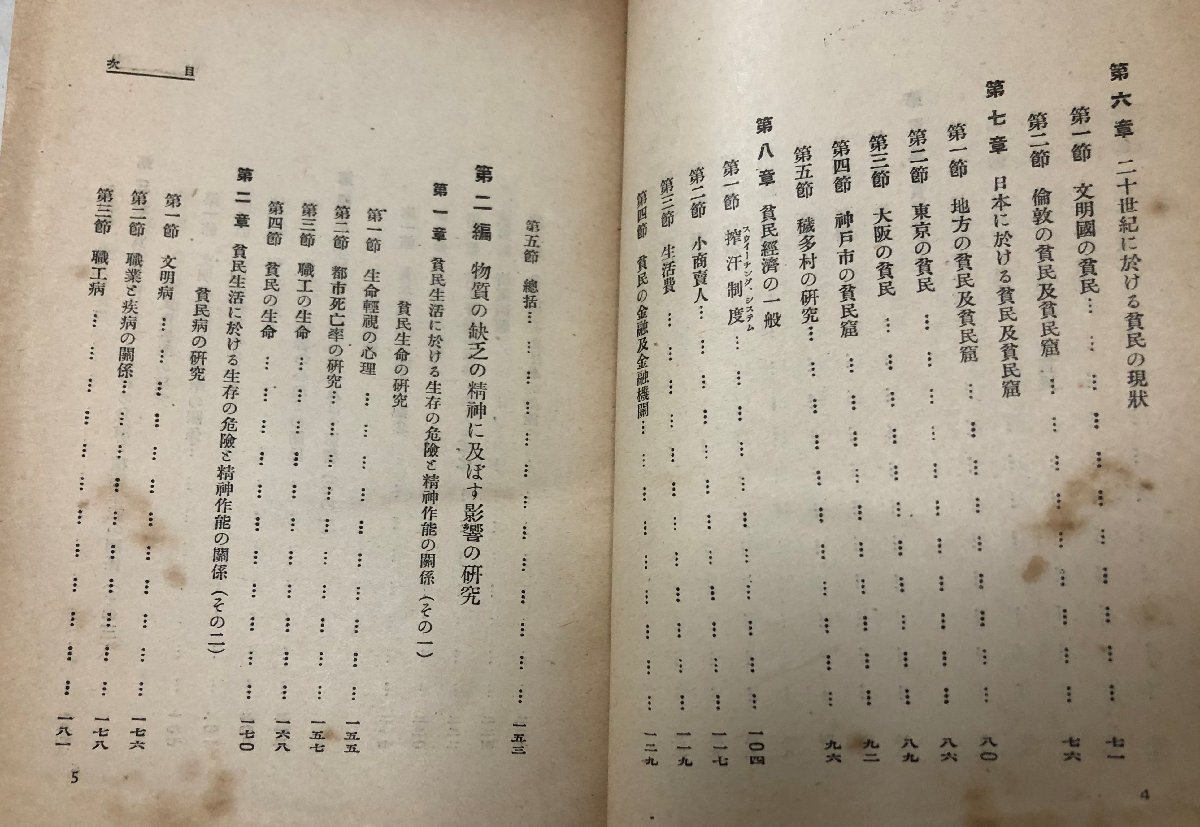 第六章 二十世紀に於ける貧民の現狀
第一節 文明國の貧民………………七一
第二節 倫敦の貧民及貧民窟………………七六
第七章 日本に於ける貧民及貧民窟
第一節 地方の貧民及貧民窟………………八〇
第二節 東京の貧民………………八六
第三節 大阪の貧民………………八九
第四節 神戸市の貧民窟………………九二
第五節 穢多村の研究………………九六
第八章 貧民經濟の一般
第一節 搾汗制度………………一〇四
スウイーチング、システム
第二節 小商賣人………………一一七
第三節 生活費………………一一九
第四節 貧民の金融及金融機關………………一二九
4
目次
第五節 總括………………一五三
第二編 物質の缺乏の精神に及ぼす影響の研究
第一章 貧民生活に於ける生存の危險と精神作能の關係(その一)
貧民生命の研究
第一節 生命輕視の心理………………一五五
第二節 都市死亡率の研究………………一五七
第三節 職工の生命………………一六八
第四節 貧民の生命………………一七〇
第二章 貧民生活に於ける生存の危險と精神作能の關係(その二)
貧民病の研究
第一節 文明病………………一七六
第二節 職業と疾病の關係………………一七八
第三節 職工病………………一八一
5